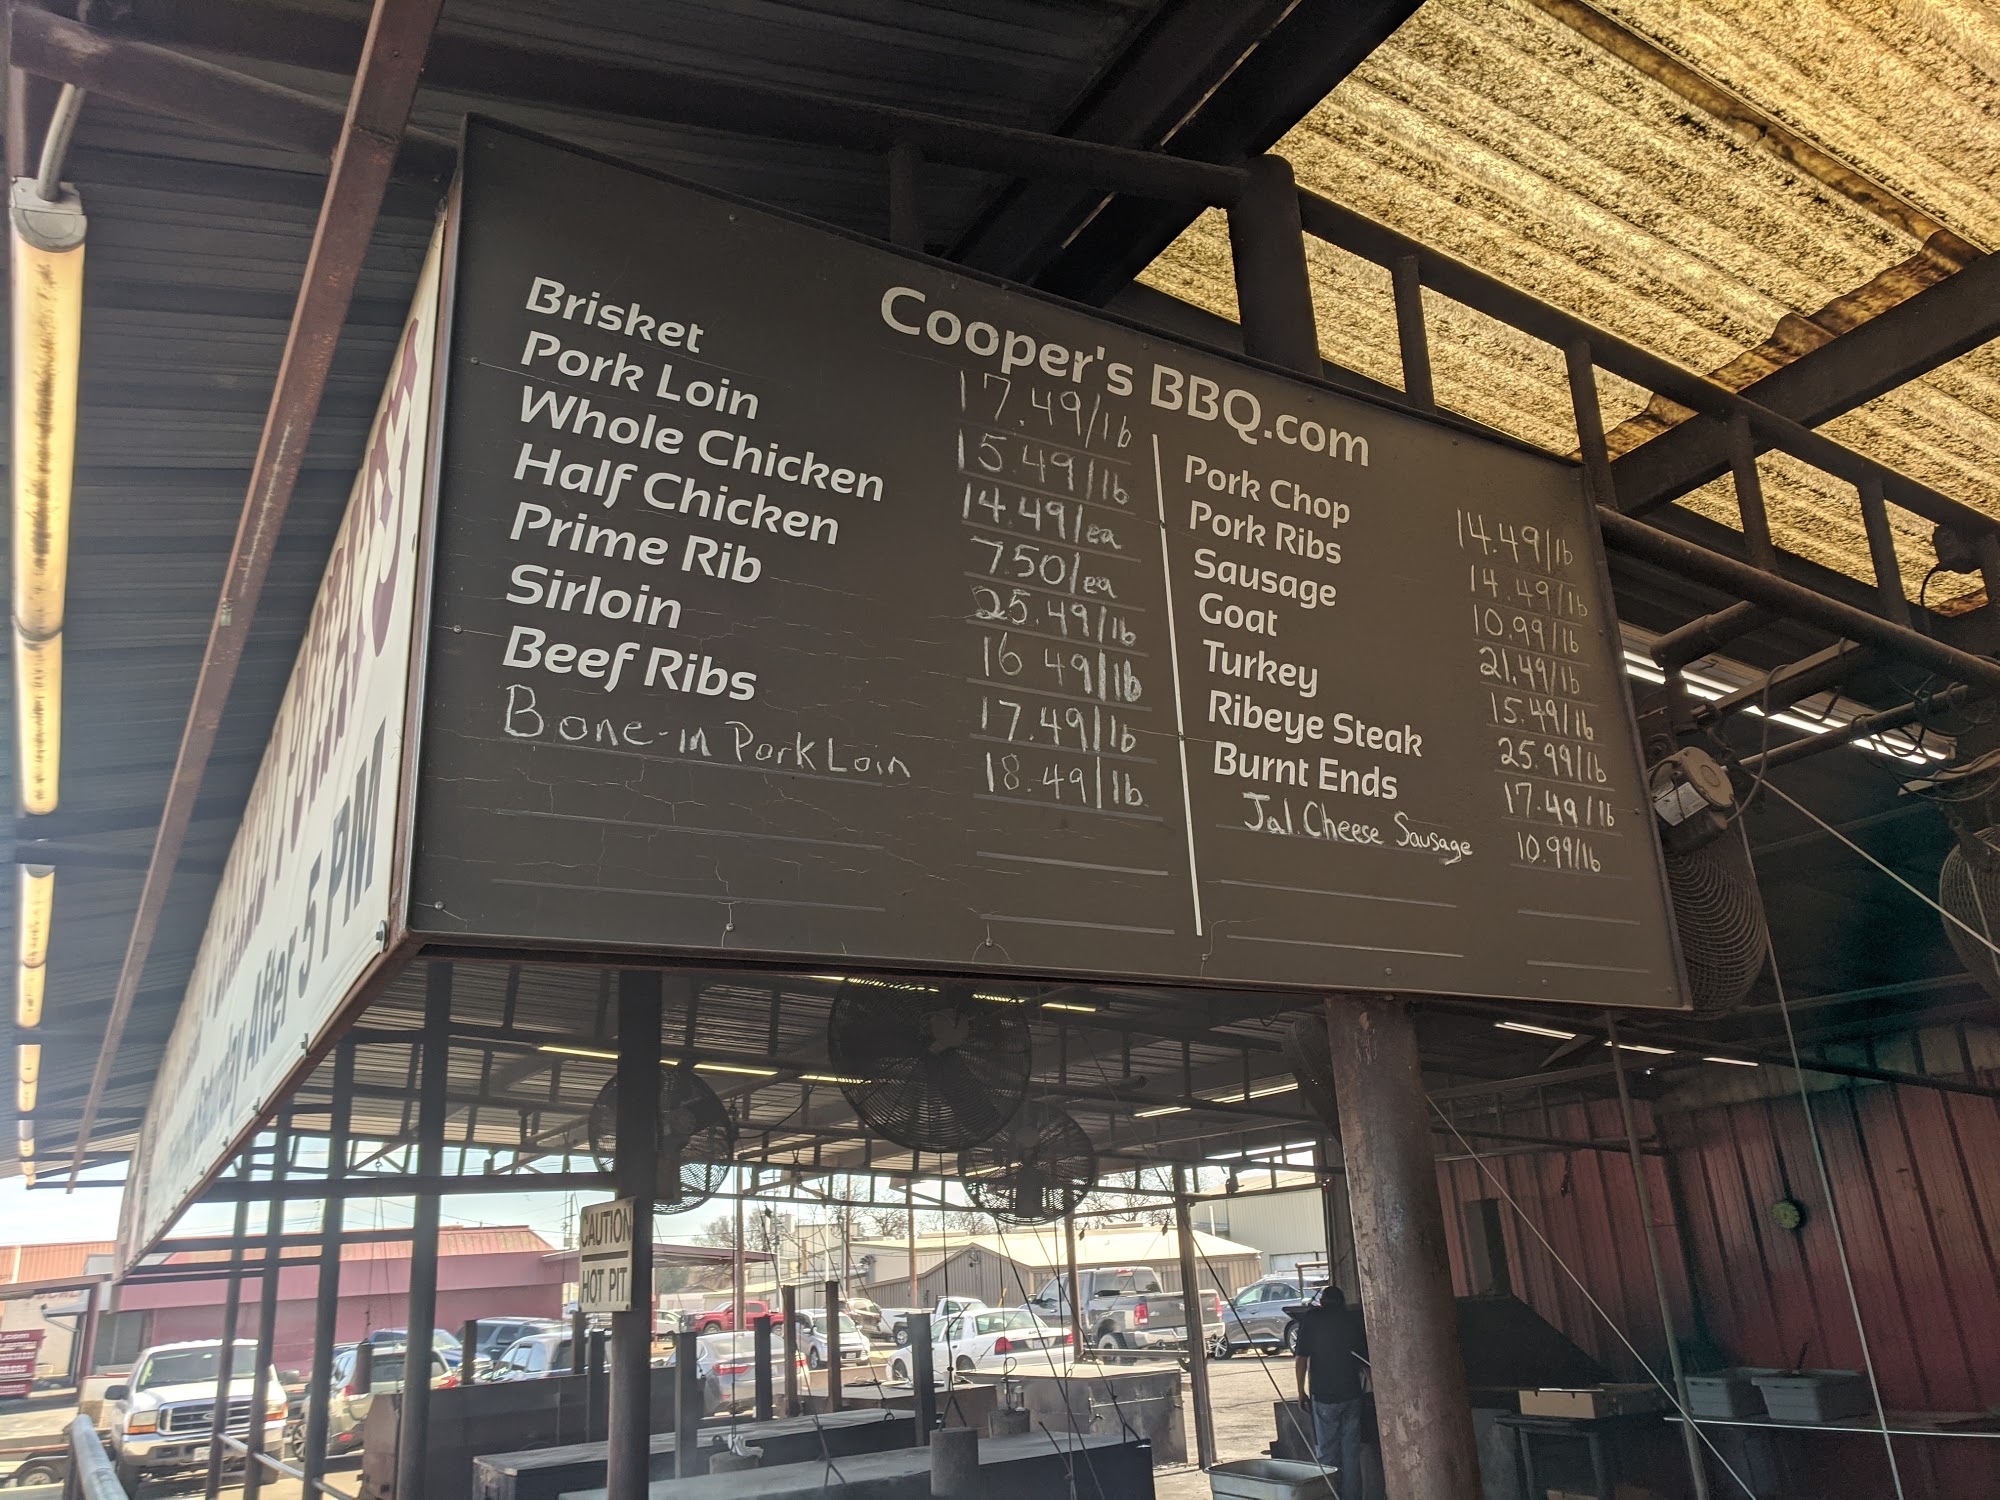 Cooper's BBQ.com
Brisket 17.49/lb
Pork Loin 15.49/lb
Whole Chicken 14.49/ea
Half Chicken 7.50/ea
Prime Rib 25.49/lb
Sirloin 16 49/lb
Beef Ribs 17.49/lb
Bone-in Pork Loin 18.49/lb
Pork Chop 14.49/lb
Pork Ribs 14.49/lb
Sausage 10.99/lb
Goat 21.49/lb
Turkey 15.49/lb
Ribeye Steak 25.99/lb
Burnt Ends 17.49/lb
Jal. Cheese Sausage 10.99/lb
Saturday After 5 PM
CAUTION
HOT PIT